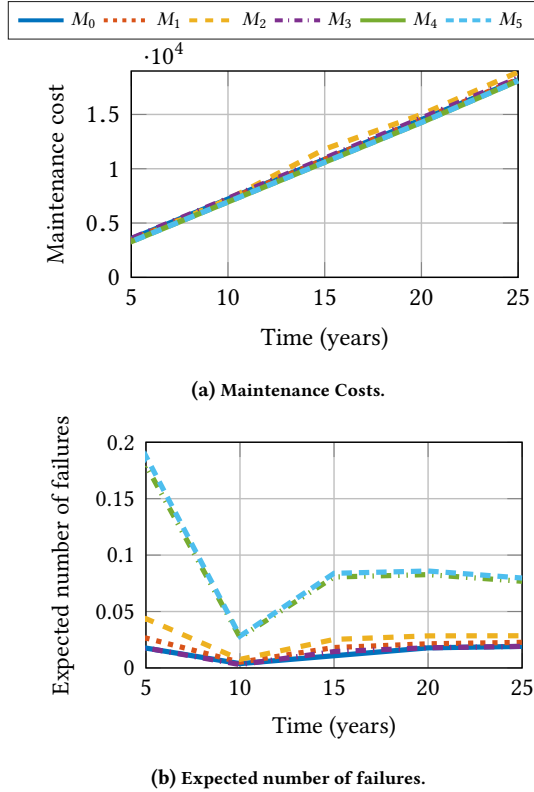 M₀ M₁ M₂ M₃ M₄ M₅
·10⁴
Maintenance cost
1.5
1
0.5
0
5 10 15 20 25
Time (years)
(a) Maintenance Costs.
Expected number of failures
0.2
0.15
0.1
0.05
0
5 10 15 20 25
Time (years)
(b) Expected number of failures.